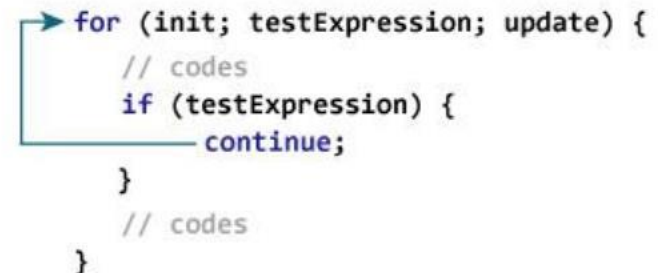 for (init; testExpression; update) {
// codes
if (testExpression) {
continue;
}
// codes
}